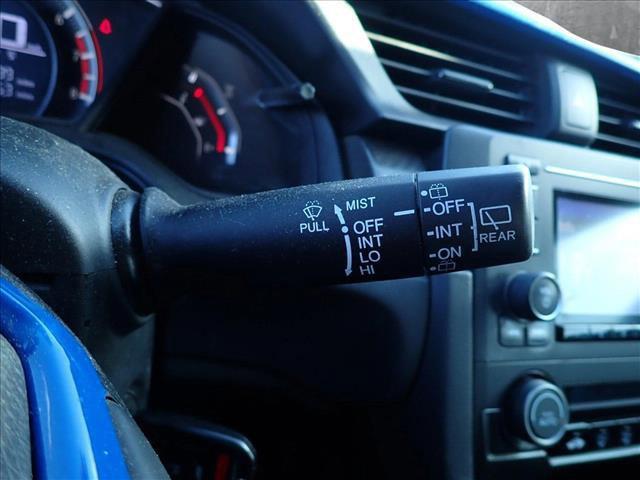 MIST
PULL
OFF
INT
LO
HI
OFF
INT
ON
REAR